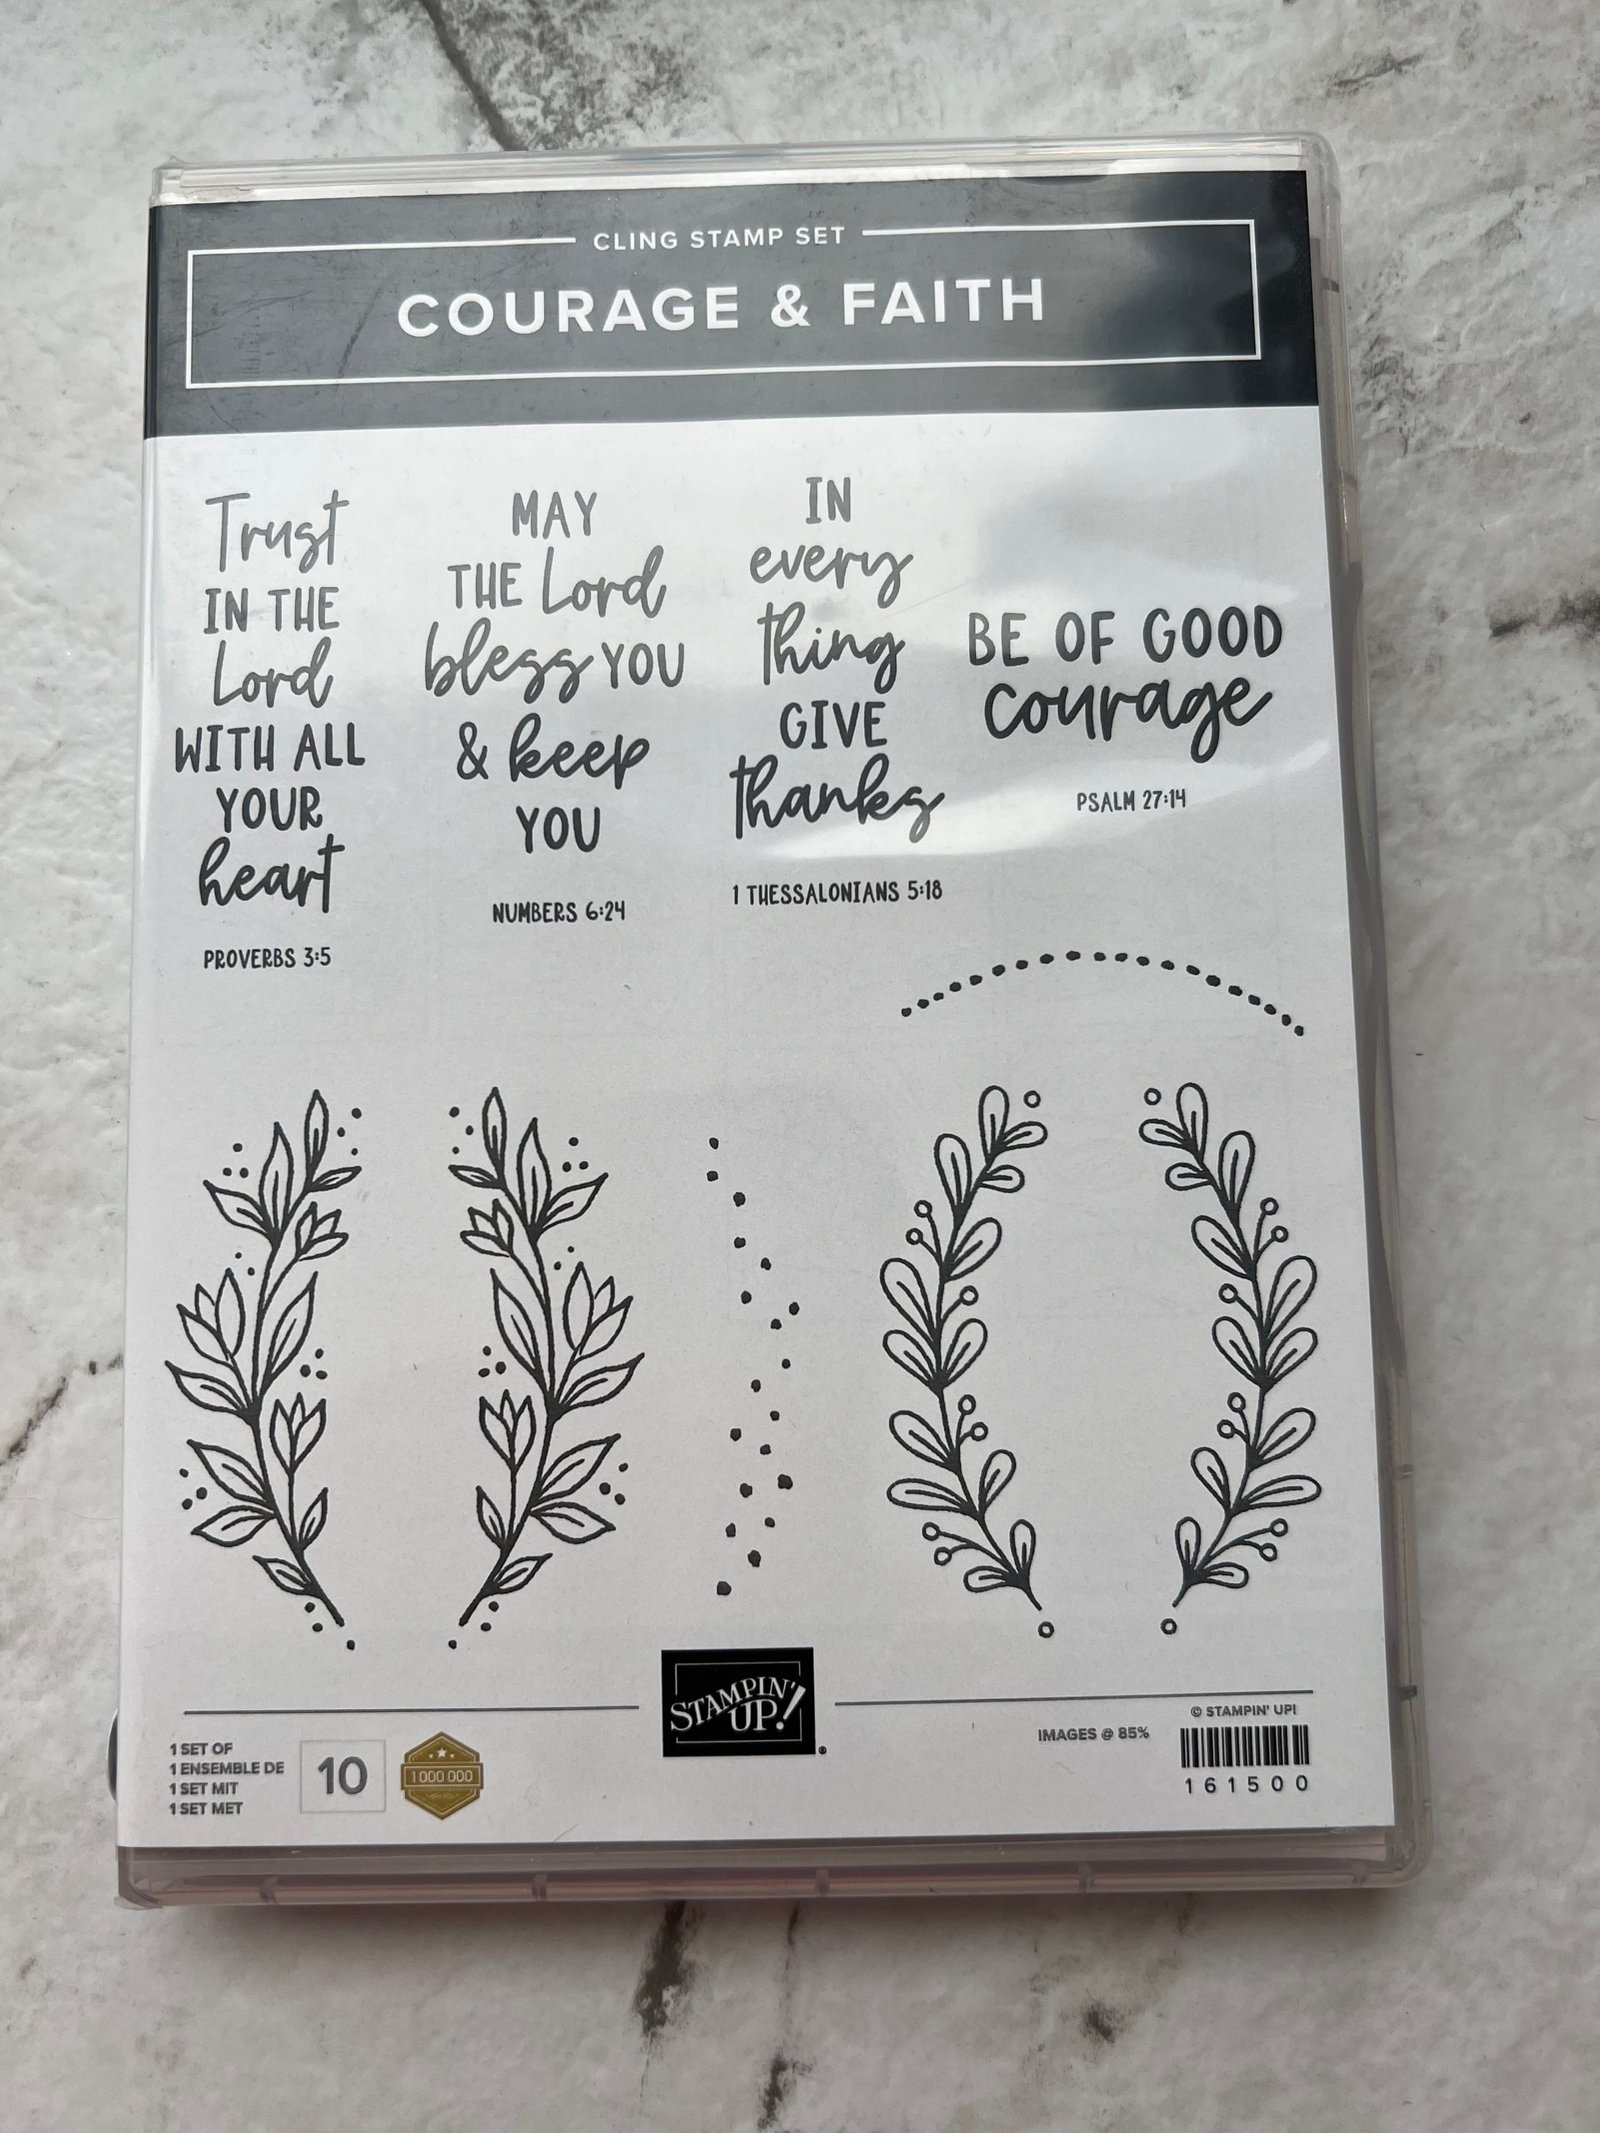 CLING STAMP SET
COURAGE & FAITH
Trust
IN THE
Lord
WITH ALL
YOUR
heart
PROVERBS 3:5
MAY
THE Lord
bless YOU
& keep
YOU
NUMBERS 6:24
IN
every
thing
GIVE
thanks
1 THESSALONIANS 5:18
BE OF GOOD
courage
PSALM 27:14
STAMPIN'
UP!
®
1 SET OF
1 ENSEMBLE DE
1 SET MIT
1 SET MET
10
1 000 000
IMAGES @ 85%
© STAMPIN' UP!
161500